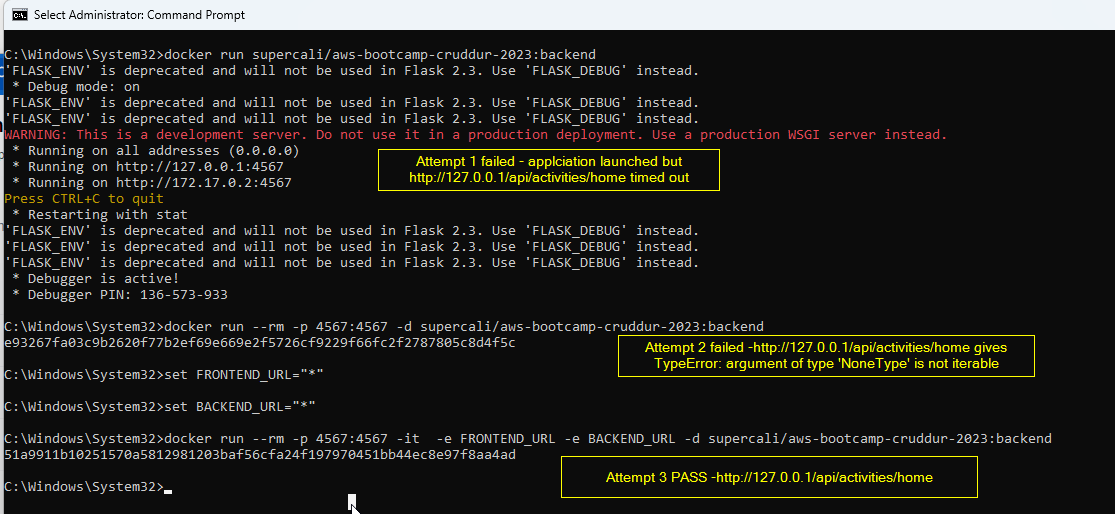 Select Administrator: Command Prompt
C:\Windows\System32>docker run supercali/aws-bootcamp-cruddur-2023:backend
'FLASK_ENV' is deprecated and will not be used in Flask 2.3. Use 'FLASK_DEBUG' instead.
 * Debug mode: on
'FLASK_ENV' is deprecated and will not be used in Flask 2.3. Use 'FLASK_DEBUG' instead.
'FLASK_ENV' is deprecated and will not be used in Flask 2.3. Use 'FLASK_DEBUG' instead.
WARNING: This is a development server. Do not use it in a production deployment. Use a production WSGI server instead.
 * Running on all addresses (0.0.0.0)
 * Running on http://127.0.0.1:4567
 * Running on http://172.17.0.2:4567
Attempt 1 failed - applciation launched but
http://127.0.0.1/api/activities/home timed out
Press CTRL+C to quit
 * Restarting with stat
'FLASK_ENV' is deprecated and will not be used in Flask 2.3. Use 'FLASK_DEBUG' instead.
'FLASK_ENV' is deprecated and will not be used in Flask 2.3. Use 'FLASK_DEBUG' instead.
'FLASK_ENV' is deprecated and will not be used in Flask 2.3. Use 'FLASK_DEBUG' instead.
 * Debugger is active!
 * Debugger PIN: 136-573-933
C:\Windows\System32>docker run --rm -p 4567:4567 -d supercali/aws-bootcamp-cruddur-2023:backend
e93267fa03c9b2620f77b2ef69e669e2f5726cf9229f66fc2f2787805c8d4f5c
Attempt 2 failed -http://127.0.0.1/api/activities/home gives
TypeError: argument of type 'NoneType' is not iterable
C:\Windows\System32>set FRONTEND_URL="*"
C:\Windows\System32>set BACKEND_URL="*"
C:\Windows\System32>docker run --rm -p 4567:4567 -it  -e FRONTEND_URL -e BACKEND_URL -d supercali/aws-bootcamp-cruddur-2023:backend
51a9911b10251570a5812981203baf56cfa24f197970451bb44ec8e97f8aa4ad
Attempt 3 PASS -http://127.0.0.1/api/activities/home
C:\Windows\System32>